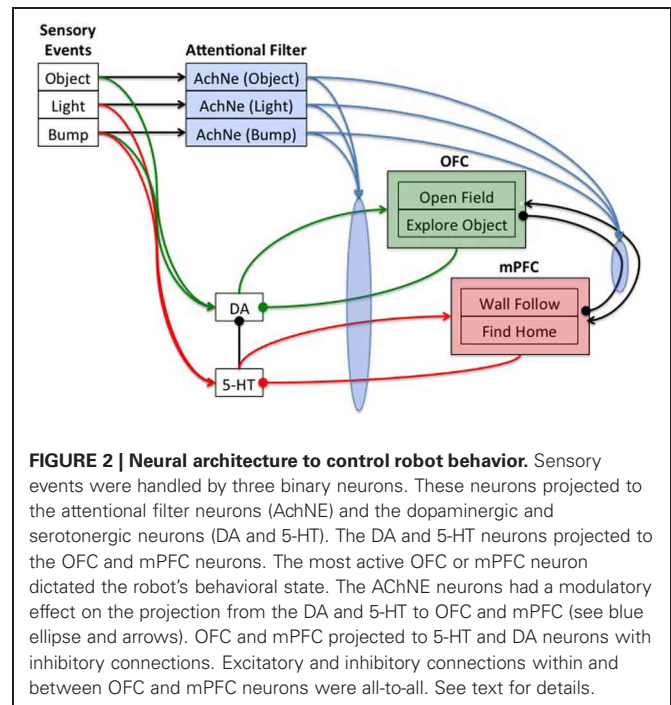 Sensory
Events
Attentional Filter
Object
AchNe (Object)
Light
AchNe (Light)
Bump
AchNe (Bump)
OFC
Open Field
Explore Object
mPFC
Wall Follow
Find Home
DA
5-HT
FIGURE 2 | Neural architecture to control robot behavior. Sensory
events were handled by three binary neurons. These neurons projected to
the attentional filter neurons (AchNE) and the dopaminergic and
serotonergic neurons (DA and 5-HT). The DA and 5-HT neurons projected to
the OFC and mPFC neurons. The most active OFC or mPFC neuron
dictated the robot's behavioral state. The AChNE neurons had a modulatory
effect on the projection from the DA and 5-HT to OFC and mPFC (see blue
ellipse and arrows). OFC and mPFC projected to 5-HT and DA neurons with
inhibitory connections. Excitatory and inhibitory connections within and
between OFC and mPFC neurons were all-to-all. See text for details.